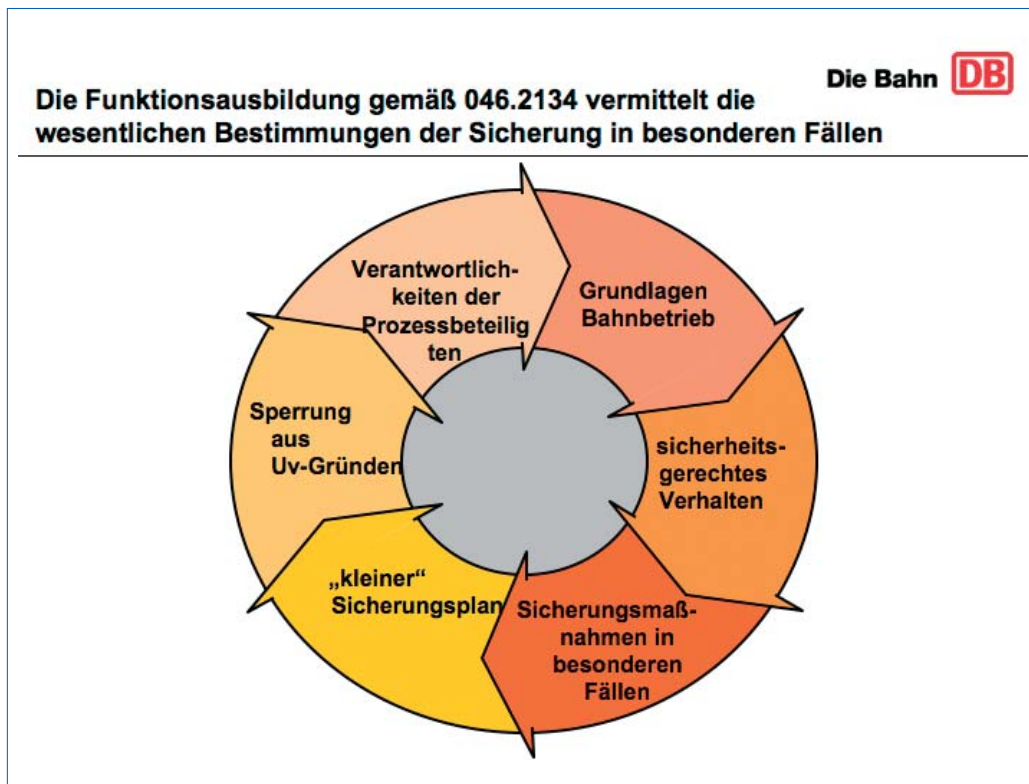 Die Bahn DB
Die Funktionsausbildung gemäß 046.2134 vermittelt die
wesentlichen Bestimmungen der Sicherung in besonderen Fällen
Verantwortlich-
keiten der
Prozessbeteilig
ten
Grundlagen
Bahnbetrieb
sicherheits-
gerechtes
Verhalten
Sicherungsmaß-
nahmen in
besonderen
Fällen
„kleiner“
Sicherungsplan
Sperrung
aus
Uv-Gründen